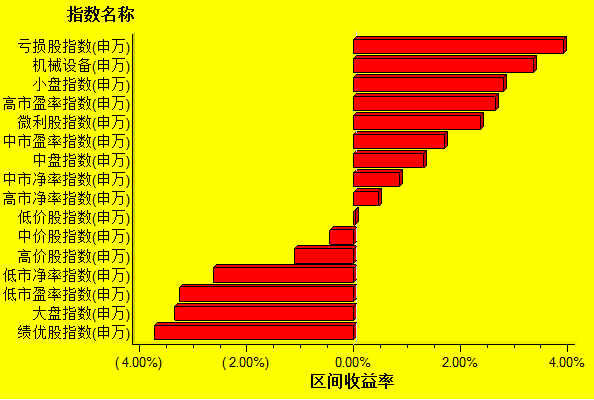 指数名称
亏损股指数(申万)
机械设备(申万)
小盘指数(申万)
高市盈率指数(申万)
微利股指数(申万)
中市盈率指数(申万)
中盘指数(申万)
中市净率指数(申万)
高市净率指数(申万)
低价股指数(申万)
中价股指数(申万)
高价股指数(申万)
低市净率指数(申万)
低市盈率指数(申万)
大盘指数(申万)
绩优股指数(申万)
( 4.00%) ( 2.00%) 0.00% 2.00% 4.00%
区间收益率